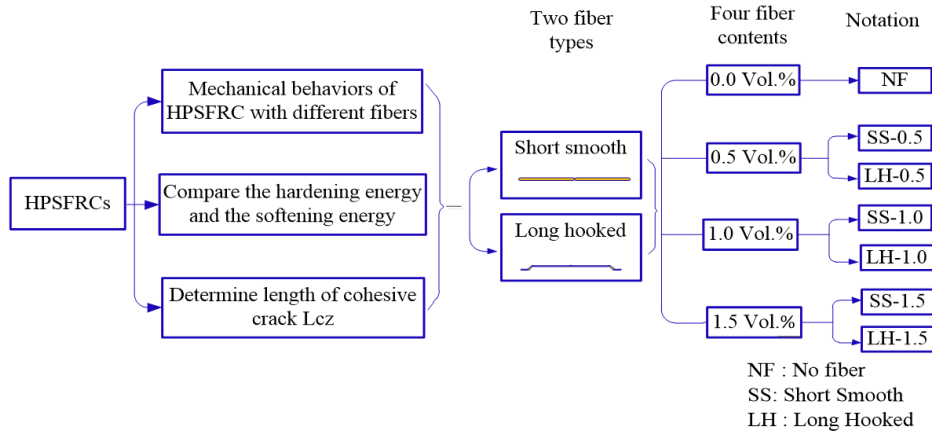 HPSFRCs
Mechanical behaviors of
HPSFRC with different fibers
Compare the hardening energy
and the softening energy
Determine length of cohesive
crack Lcz
Two fiber
types
Short smooth
Long hooked
Four fiber
contents
0.0 Vol.%
0.5 Vol.%
1.0 Vol.%
1.5 Vol.%
Notation
NF
SS-0.5
LH-0.5
SS-1.0
LH-1.0
SS-1.5
LH-1.5
NF : No fiber
SS: Short Smooth
LH : Long Hooked